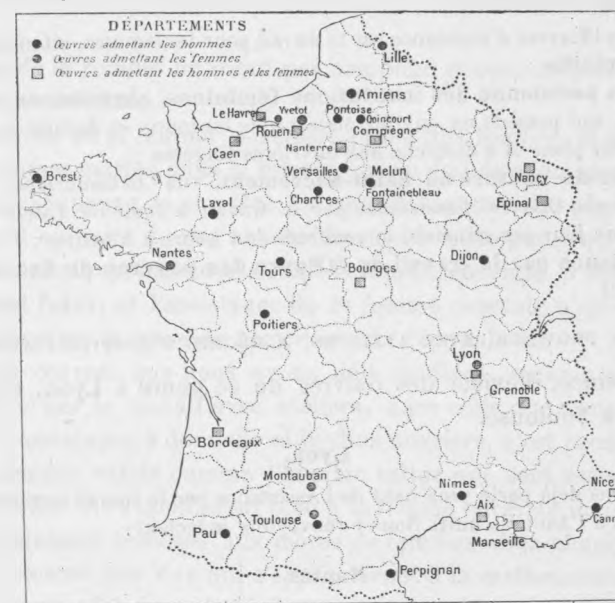 DÉPARTEMENTS
Œuvres admettant les hommes
Œuvres admettant les femmes
Œuvres admettant les hommes et les femmes
Lille
Amiens
Le Havre
Yvetot
Pontoise
Qincourt
Rouen
Compiègne
Caen
Nanterre
Versailles
Melun
Nancy
Brest
Fontainebleau
Chartres
Epinal
Laval
Nantes
Tours
Bourges
Dijon
Poitiers
Lyon
Grenoble
Bordeaux
Montauban
Nimes
Nice
Aix
Toulouse
Marseille
Pau
Perpignan